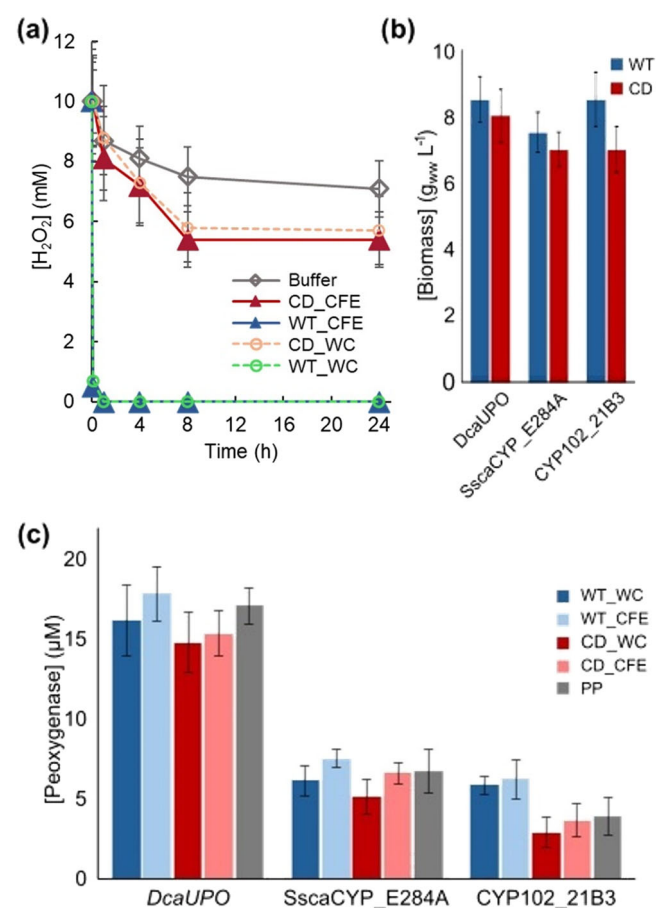 (a)
12
10
8
6
4
2
0
[H₂O₂] (mM)
Buffer
CD_CFE
WT_CFE
CD_WC
WT_WC
0 4 8 12 16 20 24
Time (h)
(b)
10
8
6
4
2
0
[Biomass] (gww L⁻¹)
WT
CD
DcaUPO
SscaCYP_E284A
CYP102_21B3
(c)
20
15
10
5
0
[Peoxygenase] (µM)
WT_WC
WT_CFE
CD_WC
CD_CFE
PP
DcaUPO SscaCYP_E284A CYP102_21B3